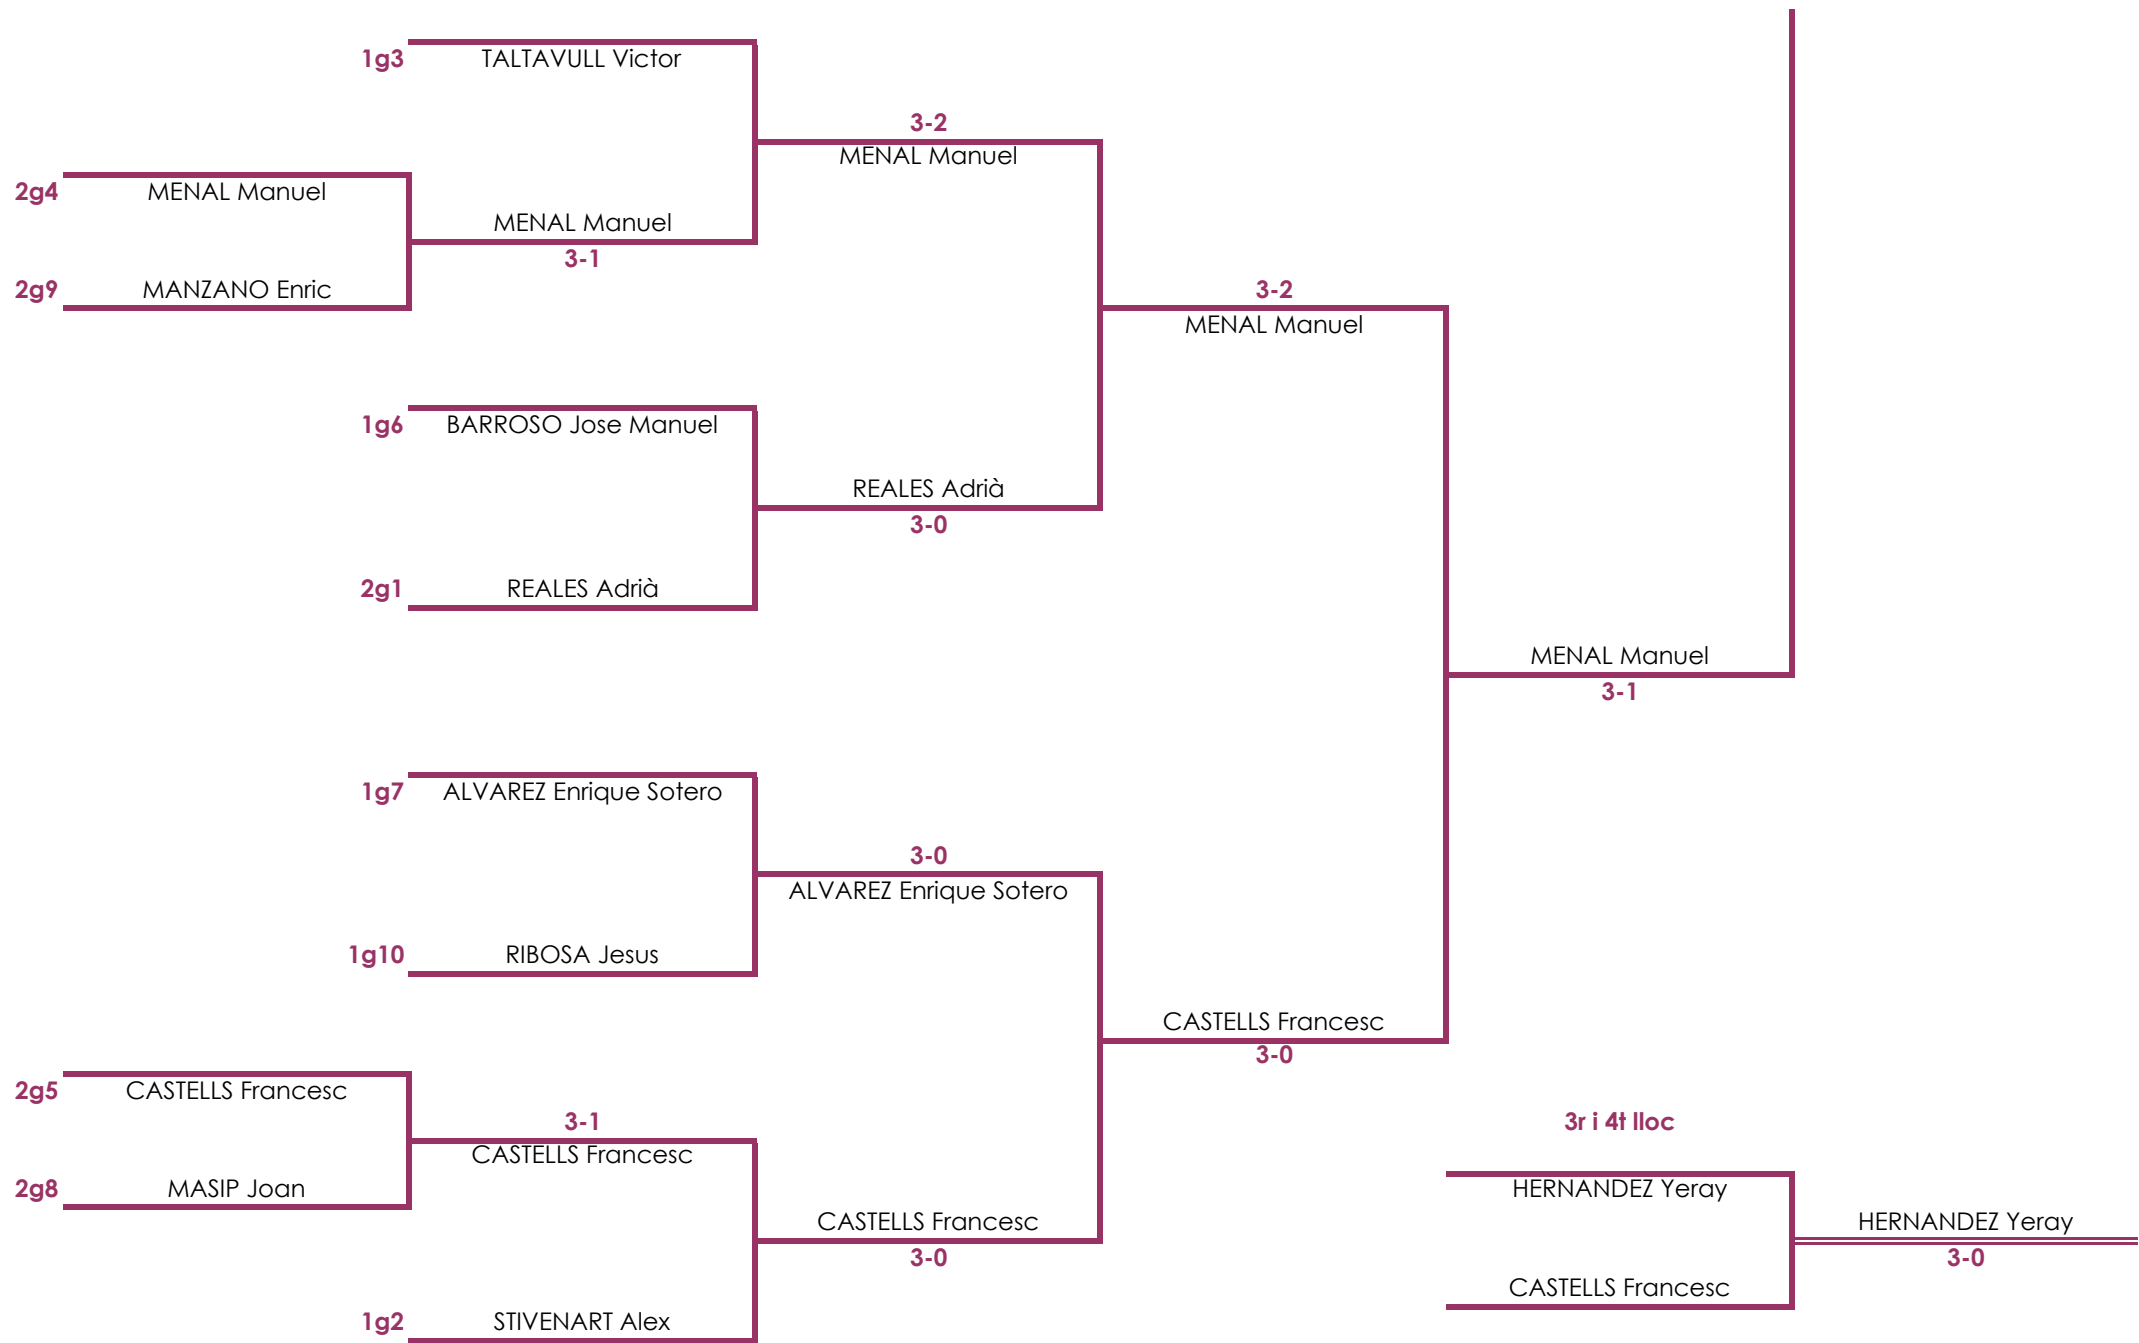 1g3 TALTAVULL Victor
3-2
MENAL Manuel
2g4 MENAL Manuel
MENAL Manuel
3-1
2g9 MANZANO Enric
3-2
MENAL Manuel
1g6 BARROSO Jose Manuel
REALES Adrià
3-0
2g1 REALES Adrià
MENAL Manuel
3-1
1g7 ALVAREZ Enrique Sotero
3-0
ALVAREZ Enrique Sotero
1g10 RIBOSA Jesus
CASTELLS Francesc
3-0
2g5 CASTELLS Francesc
3-1
CASTELLS Francesc
2g8 MASIP Joan
CASTELLS Francesc
3-0
1g2 STIVENART Alex
3r i 4t lloc
HERNANDEZ Yeray
HERNANDEZ Yeray
3-0
CASTELLS Francesc